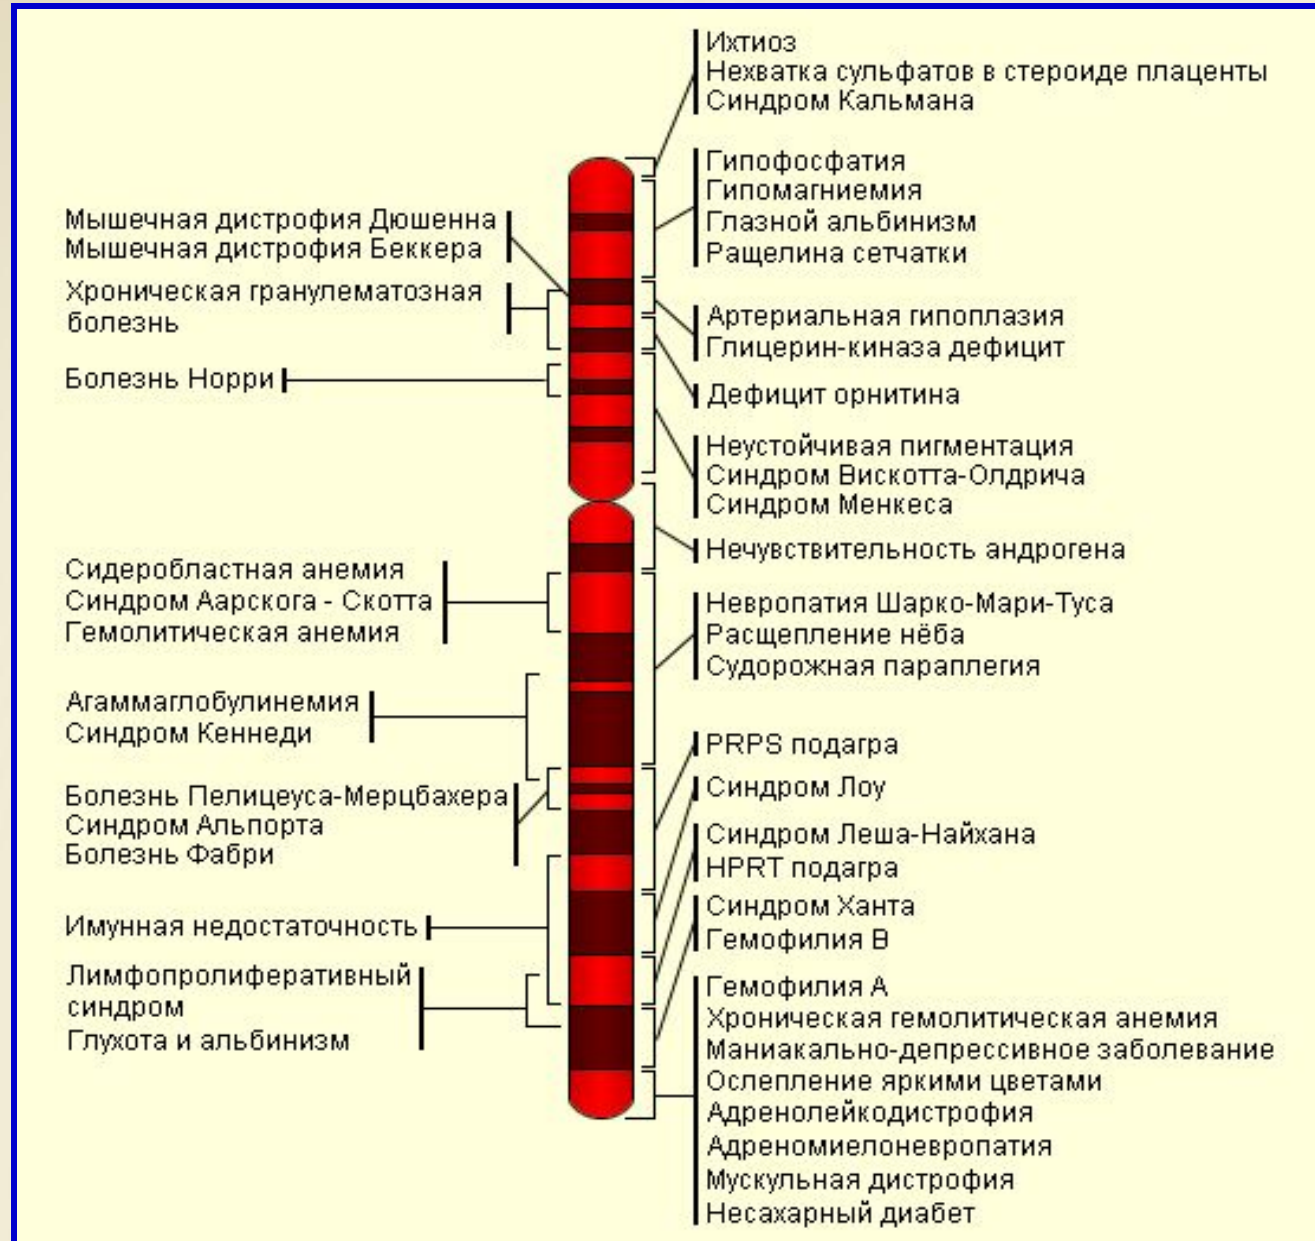 Ихтиоз
Нехватка сульфатов в стероиде плаценты
Синдром Кальмана
Гипофосфатия
Гипомагниемия
Глазной альбинизм
Ращелина сетчатки
Артериальная гипоплазия
Глицерин-киназа дефицит
Дефицит орнитина
Неустойчивая пигментация
Синдром Вискотта-Олдрича
Синдром Менкеса
Нечувствительность андрогена
Невропатия Шарко-Мари-Туса
Расщепление нёба
Судорожная параплегия
PRPS подагра
Синдром Лоу
Синдром Леша-Найхана
HPRT подагра
Синдром Ханта
Гемофилия В
Гемофилия А
Хроническая гемолитическая анемия
Маниакально-депрессивное заболевание
Ослепление яркими цветами
Адренолейкодистрофия
Адреномиелоневропатия
Мускульная дистрофия
Несахарный диабет
Мышечная дистрофия Дюшенна
Мышечная дистрофия Беккера
Хроническая гранулематозная
болезнь
Болезнь Норри
Сидеробластная анемия
Синдром Аарскога - Скотта
Гемолитическая анемия
Агаммаглобулинемия
Синдром Кеннеди
Болезнь Пелицеуса-Мерцбахера
Синдром Альпорта
Болезнь Фабри
Имунная недостаточность
Лимфопролиферативный
синдром
Глухота и альбинизм